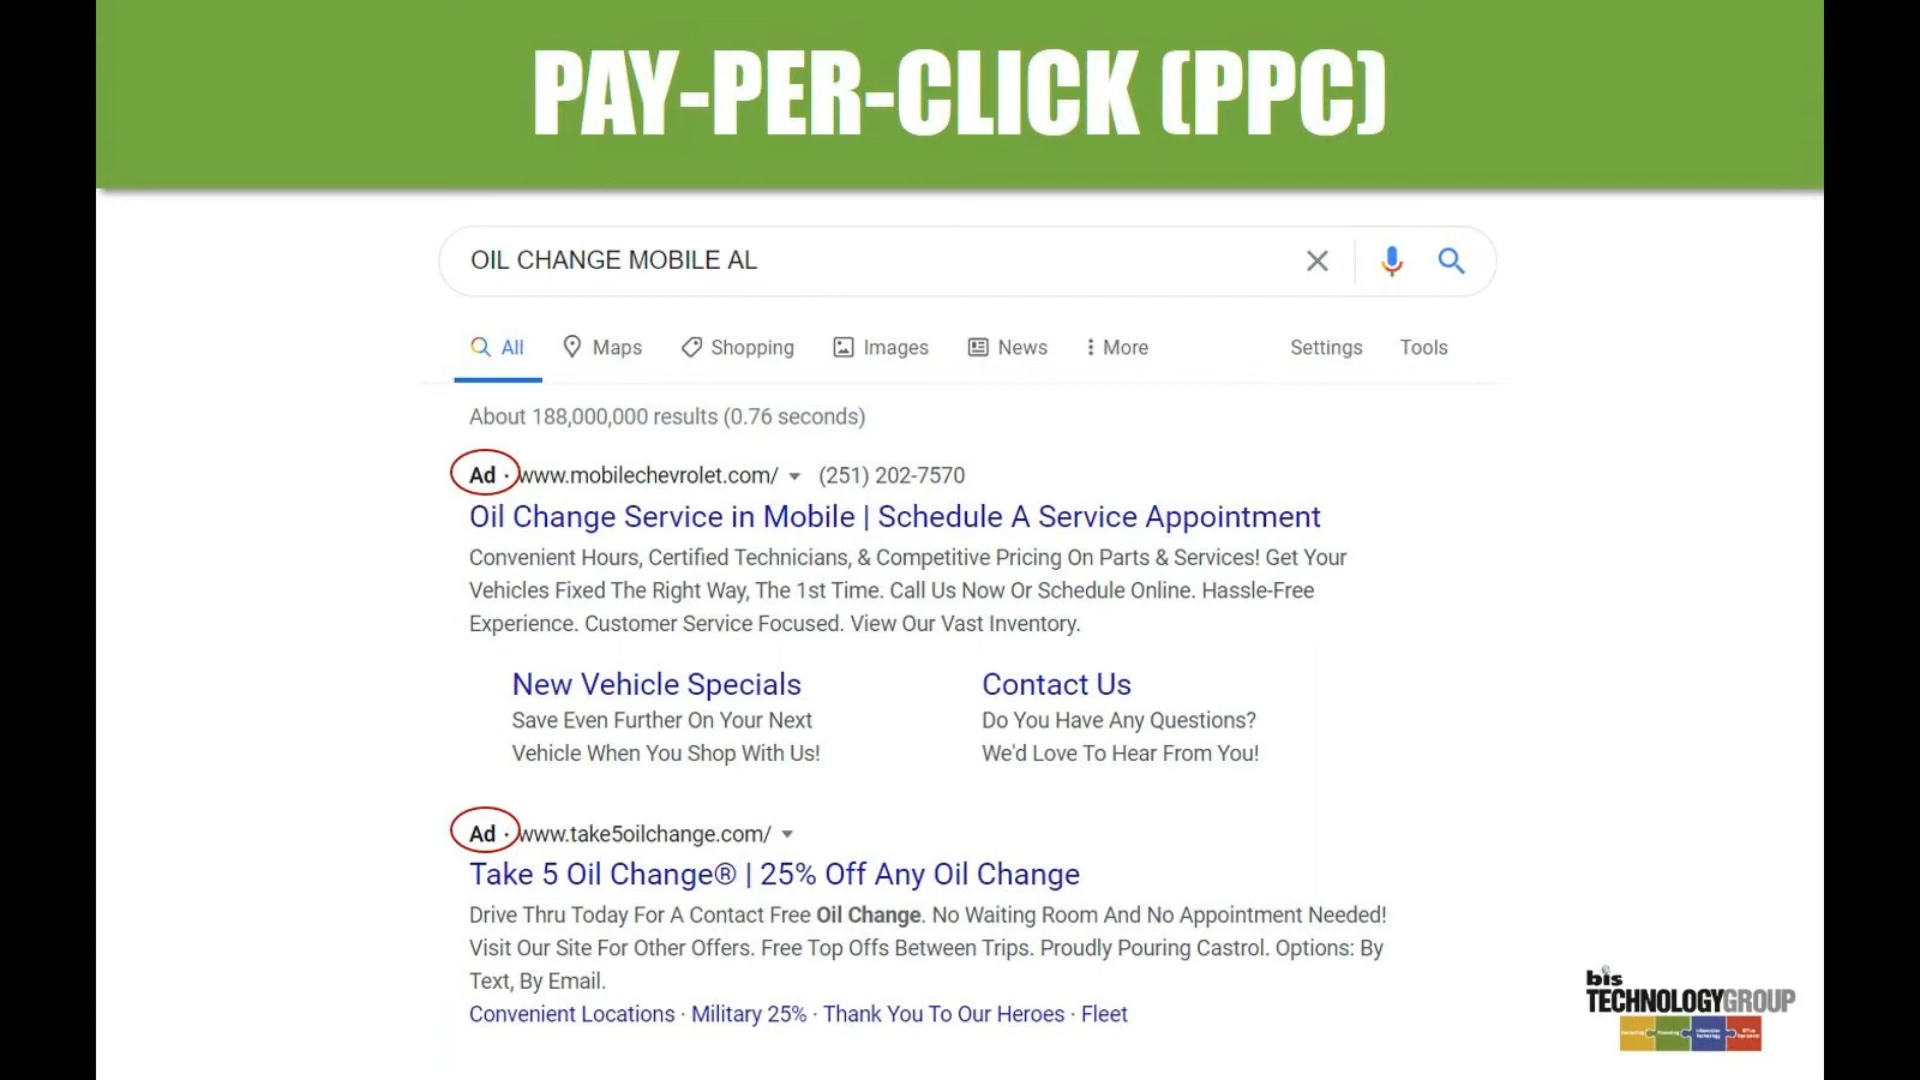 PAY-PER-CLICK (PPC)
OIL CHANGE MOBILE AL
All Maps Shopping Images News More Settings Tools
About 188,000,000 results (0.76 seconds)
Ad · www.mobilechevrolet.com/ (251) 202-7570
Oil Change Service in Mobile | Schedule A Service Appointment
Convenient Hours, Certified Technicians, & Competitive Pricing On Parts & Services! Get Your
Vehicles Fixed The Right Way, The 1st Time. Call Us Now Or Schedule Online. Hassle-Free
Experience. Customer Service Focused. View Our Vast Inventory.
New Vehicle Specials
Save Even Further On Your Next
Vehicle When You Shop With Us!
Contact Us
Do You Have Any Questions?
We'd Love To Hear From You!
Ad · www.take5oilchange.com/
Take 5 Oil Change® | 25% Off Any Oil Change
Drive Thru Today For A Contact Free Oil Change. No Waiting Room And No Appointment Needed!
Visit Our Site For Other Offers. Free Top Offs Between Trips. Proudly Pouring Castrol. Options: By
Text, By Email.
Convenient Locations · Military 25% · Thank You To Our Heroes · Fleet
bis
TECHNOLOGYGROUP